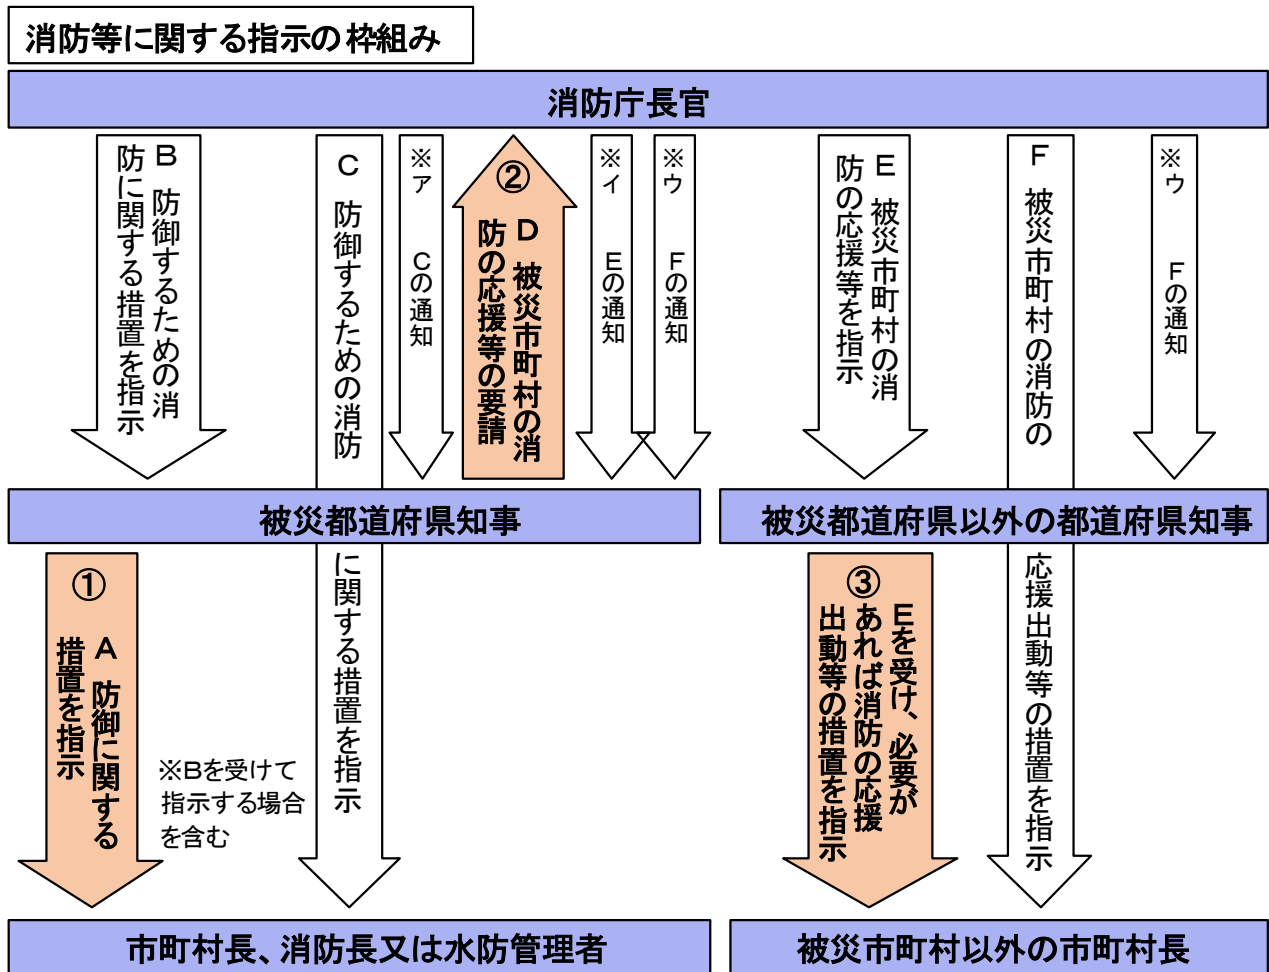 消防等に関する指示の枠組み
消防庁長官
B 防御するための消
防に関する措置を指示
C 防御するための消防
に関する措置を指示
※ア Cの通知
②
D 被災市町村の消
防の応援等の要請
※イ Eの通知
※ウ Fの通知
E 被災市町村の消
防の応援等を指示
F 被災市町村の消防の
応援出動等の措置を指示
※ウ Fの通知
被災都道府県知事
被災都道府県以外の都道府県知事
①
A 防御に関する
措置を指示
※Bを受けて
指示する場合
を含む
③
Eを受け、必要が
あれば消防の応援
出動等の措置を指示
市町村長、消防長又は水防管理者
被災市町村以外の市町村長